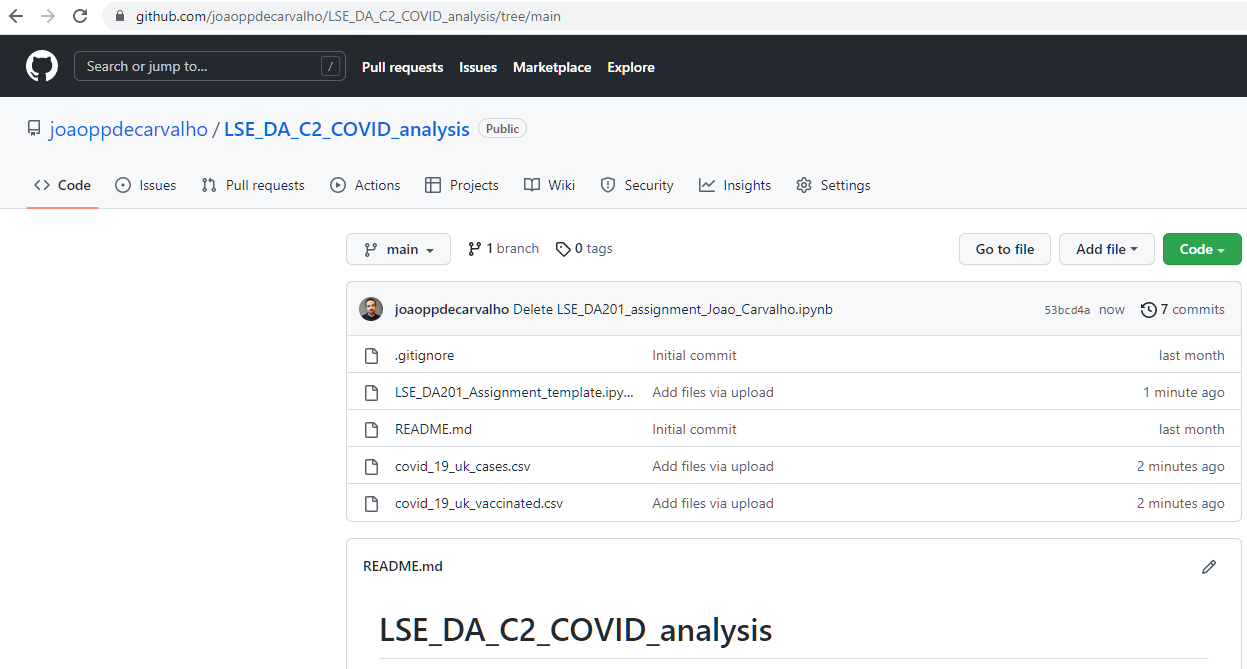 github.com/joaoppdecarvalho/LSE_DA_C2_COVID_analysis/tree/main
Search or jump to... / Pull requests Issues Marketplace Explore
joaoppdecarvalho / LSE_DA_C2_COVID_analysis Public
<> Code Issues Pull requests Actions Projects Wiki Security Insights Settings
main 1 branch 0 tags Go to file Add file Code
joaoppdecarvalho Delete LSE_DA201_assignment_Joao_Carvalho.ipynb 53bcd4a now 7 commits
.gitignore Initial commit last month
LSE_DA201_Assignment_template.ipy... Add files via upload 1 minute ago
README.md Initial commit last month
covid_19_uk_cases.csv Add files via upload 2 minutes ago
covid_19_uk_vaccinated.csv Add files via upload 2 minutes ago
README.md
LSE_DA_C2_COVID_analysis